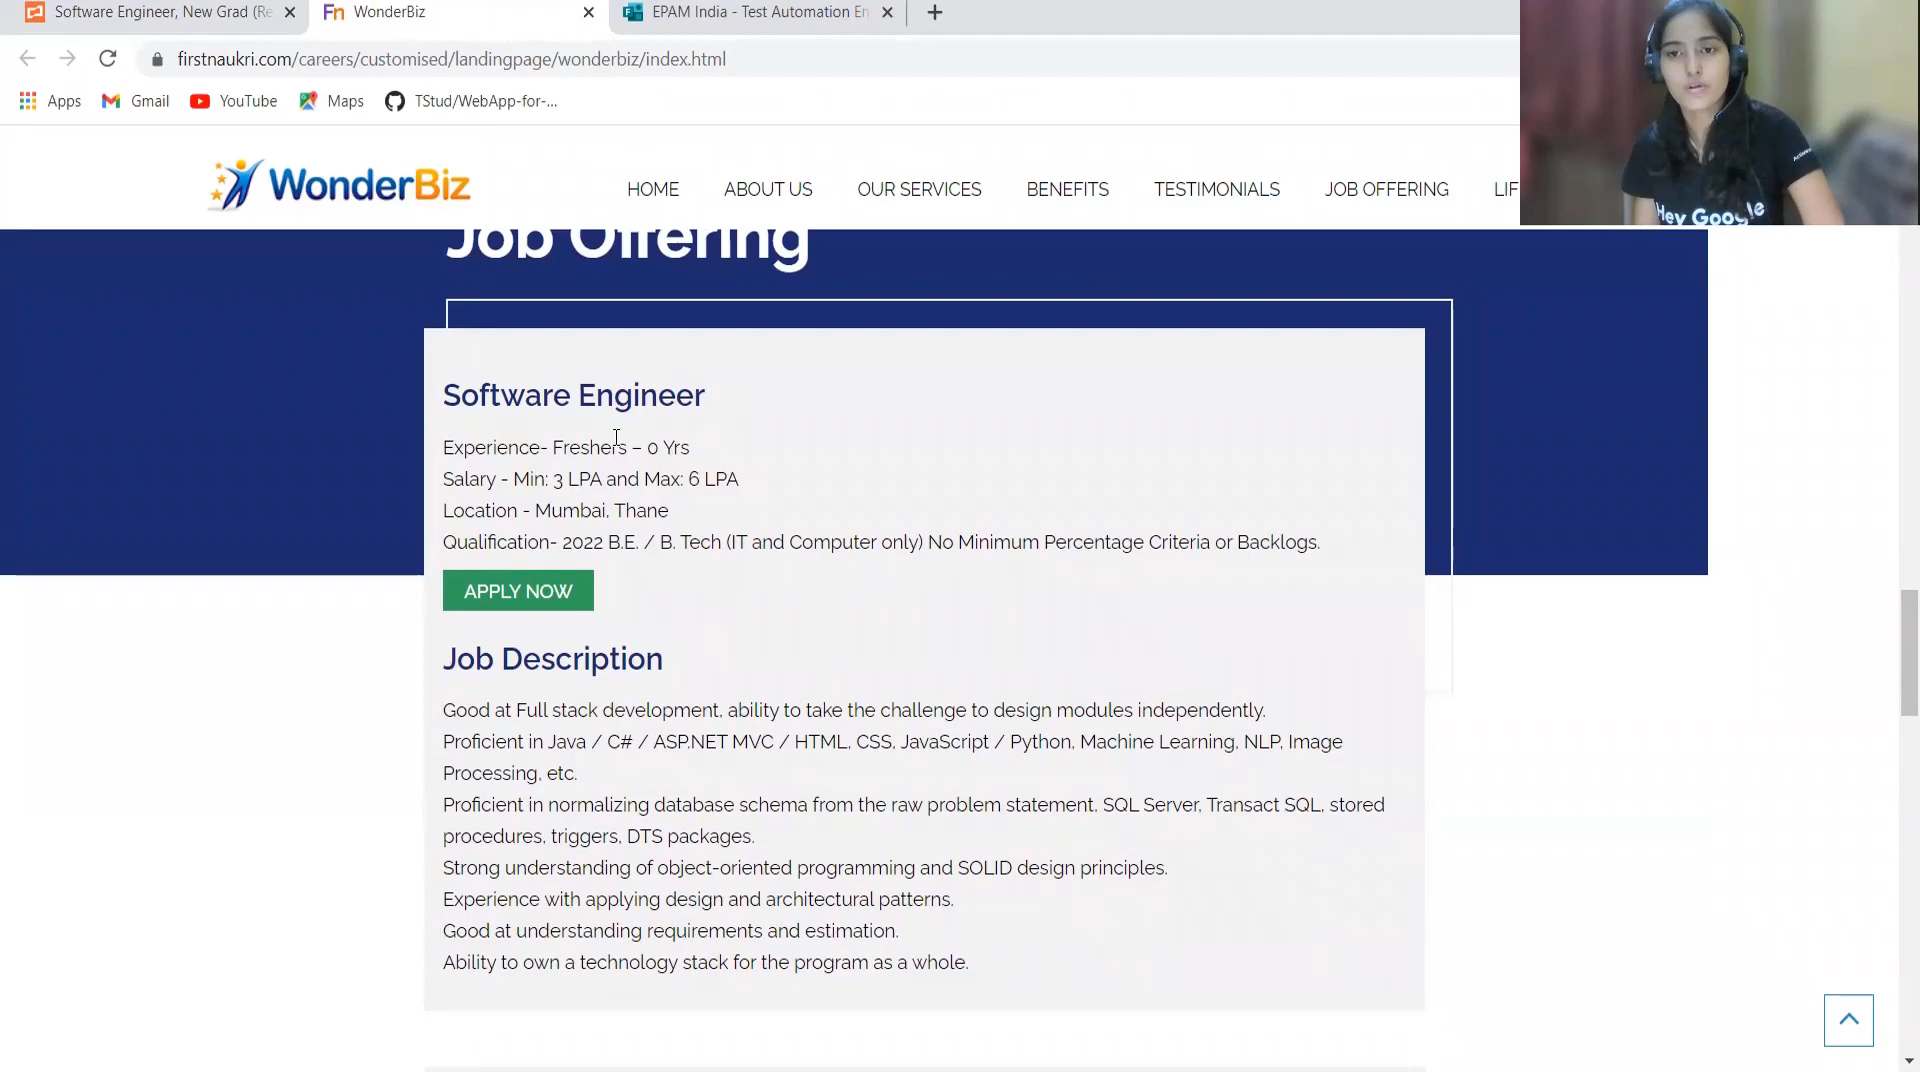 Software Engineer, New Grad (Re
WonderBiz
EPAM India - Test Automation En
firstnaukri.com/careers/customised/landingpage/wonderbiz/index.html
Apps
Gmail
YouTube
Maps
TStud/WebApp-for-...
WonderBiz
HOME
ABOUT US
OUR SERVICES
BENEFITS
TESTIMONIALS
JOB OFFERING
LIF
Hey Google
Job Offering
Software Engineer
Experience- Freshers – 0 Yrs
Salary - Min: 3 LPA and Max: 6 LPA
Location - Mumbai, Thane
Qualification- 2022 B.E. / B. Tech (IT and Computer only) No Minimum Percentage Criteria or Backlogs.
APPLY NOW
Job Description
Good at Full stack development, ability to take the challenge to design modules independently.
Proficient in Java / C# / ASP.NET MVC / HTML, CSS, JavaScript / Python, Machine Learning, NLP, Image
Processing, etc.
Proficient in normalizing database schema from the raw problem statement, SQL Server, Transact SQL, stored
procedures, triggers, DTS packages.
Strong understanding of object-oriented programming and SOLID design principles.
Experience with applying design and architectural patterns.
Good at understanding requirements and estimation.
Ability to own a technology stack for the program as a whole.